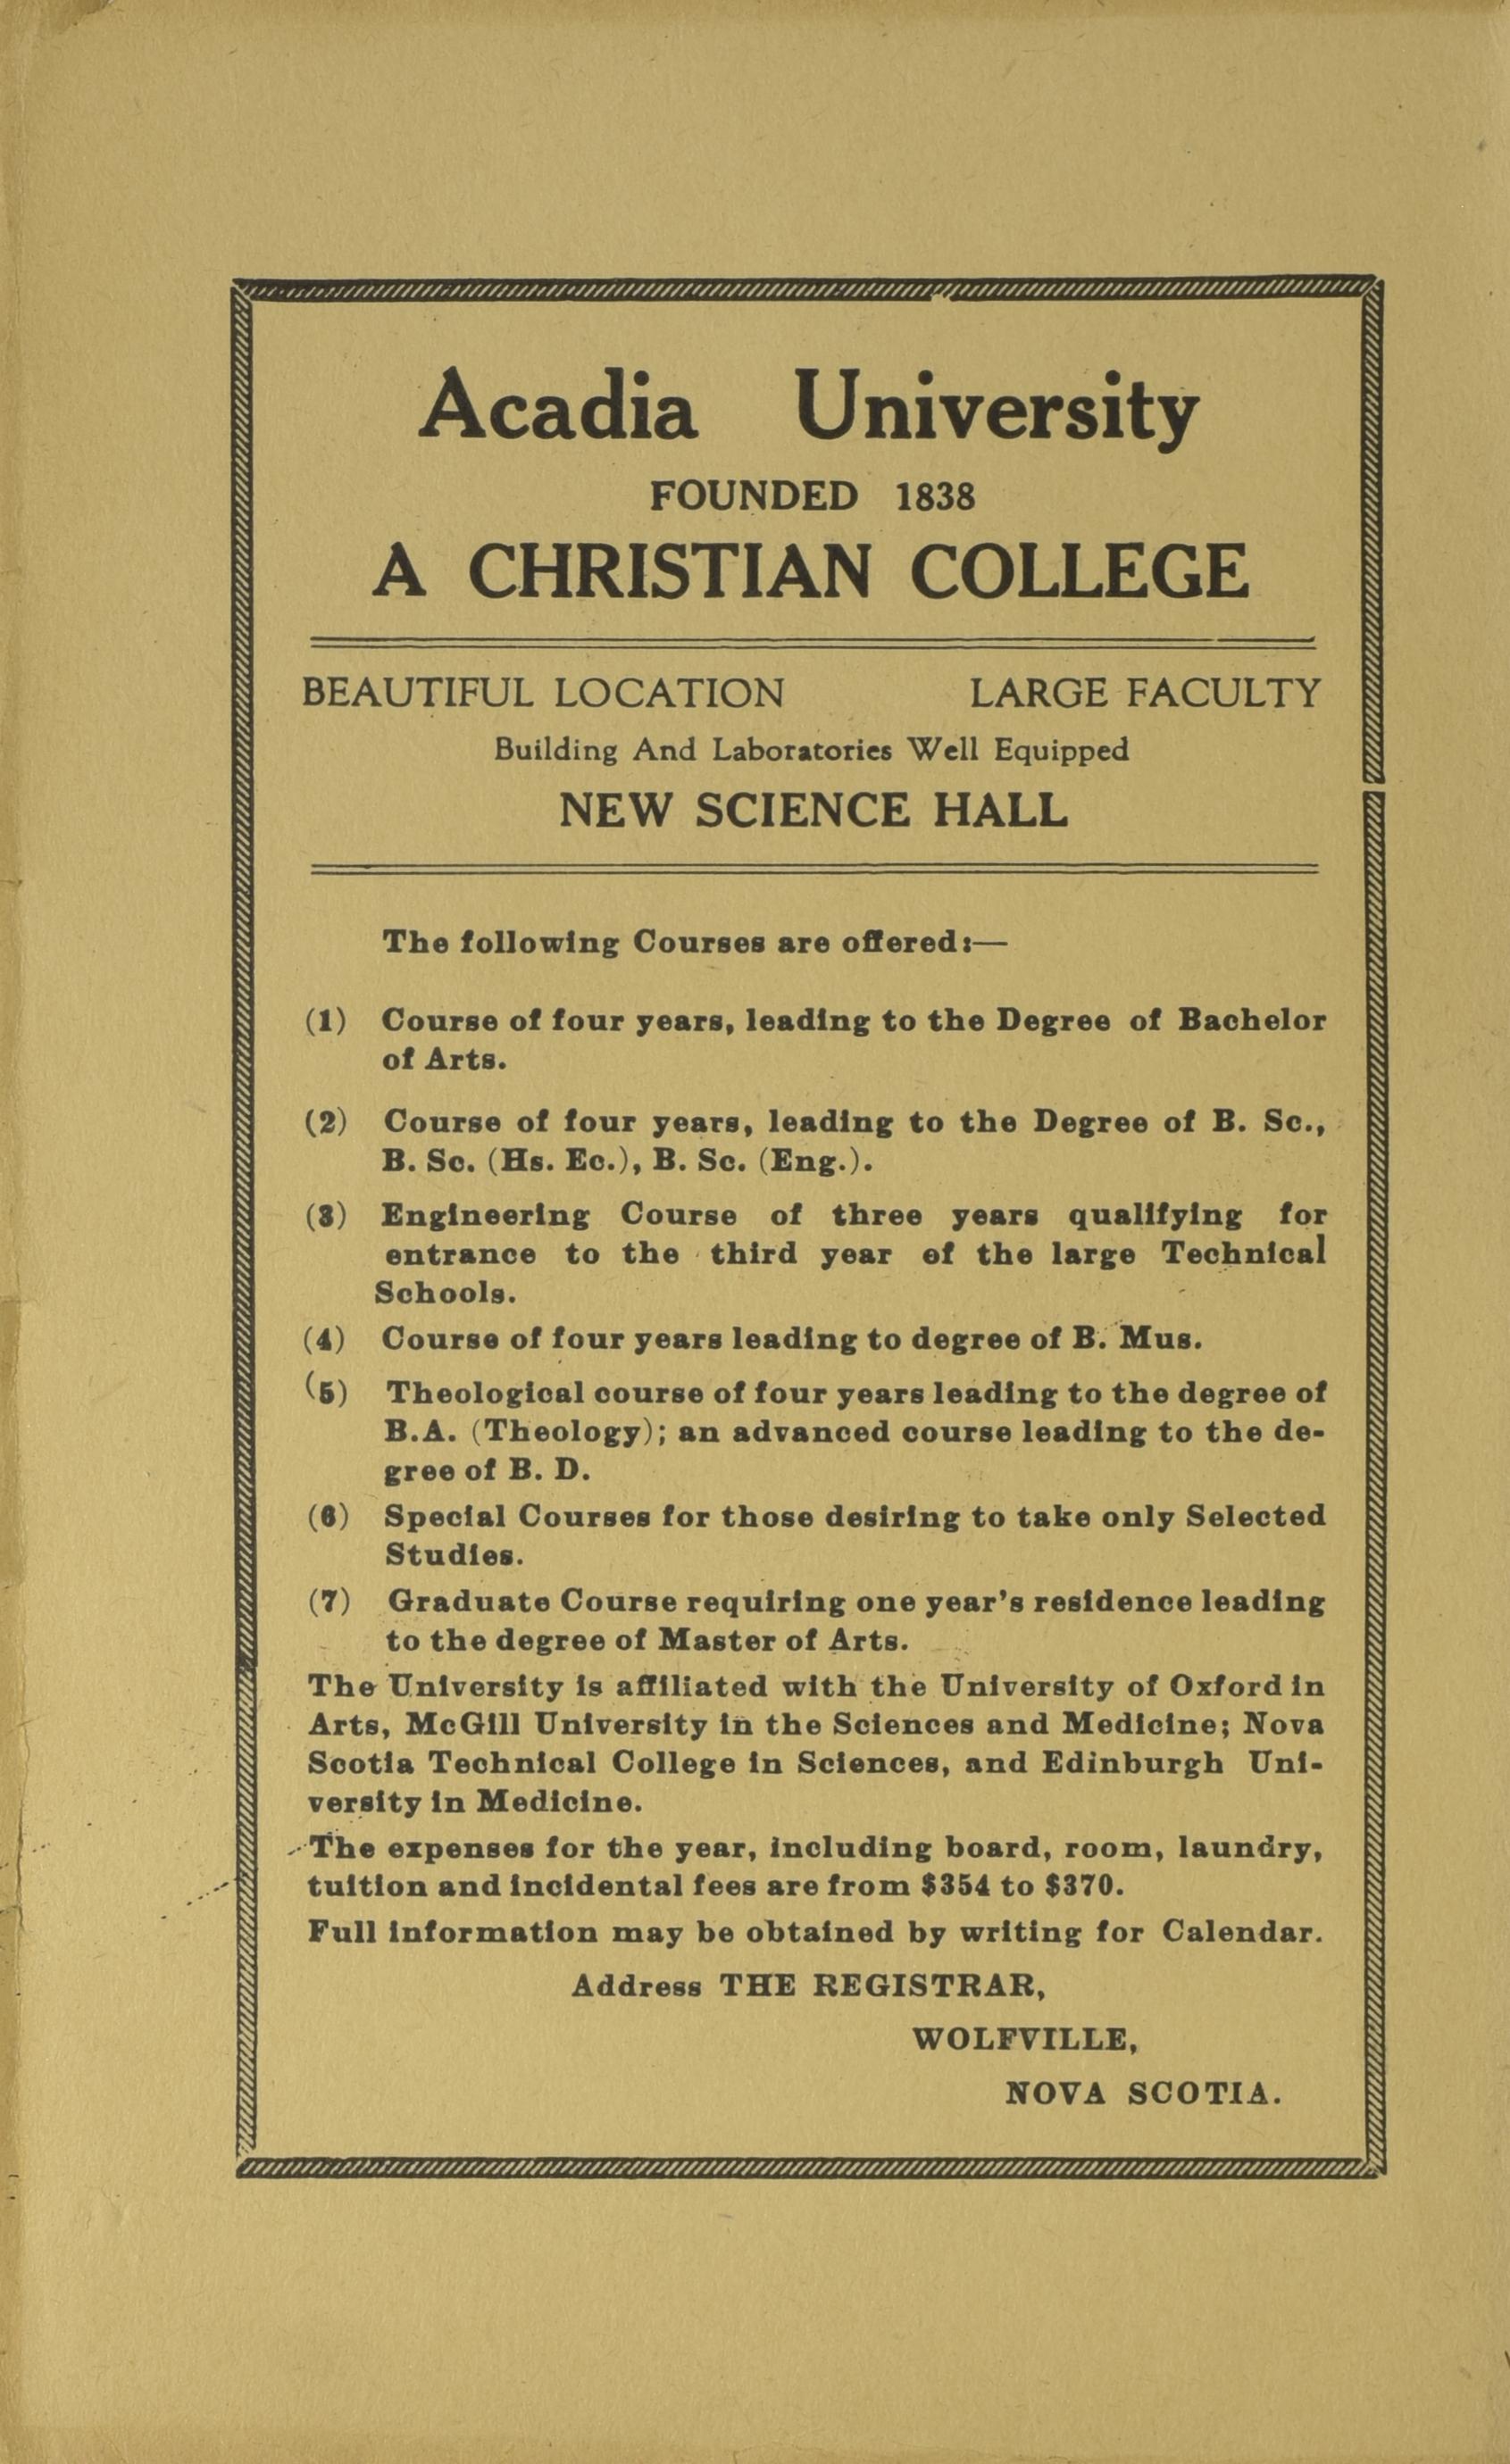 Acadia University
FOUNDED 1838
A CHRISTIAN COLLEGE
BEAUTIFUL LOCATION LARGE FACULTY
Building And Laboratories Well Equipped
NEW SCIENCE HALL
The following Courses are offered:—
(1) Course of four years, leading to the Degree of Bachelor
of Arts.
(2) Course of four years, leading to the Degree of B. Sc.,
B. Sc. (Hs. Ec.), B. Sc. (Eng.).
(3) Engineering Course of three years qualifying for
entrance to the third year of the large Technical
Schools.
(4) Course of four years leading to degree of B. Mus.
(5) Theological course of four years leading to the degree of
B.A. (Theology); an advanced course leading to the de-
gree of B. D.
(6) Special Courses for those desiring to take only Selected
Studies.
(7) Graduate Course requiring one year's residence leading
to the degree of Master of Arts.
The University is affiliated with the University of Oxford in
Arts, McGill University in the Sciences and Medicine; Nova
Scotia Technical College in Sciences, and Edinburgh Uni-
versity in Medicine.
The expenses for the year, including board, room, laundry,
tuition and incidental fees are from $354 to $370.
Full information may be obtained by writing for Calendar.
Address THE REGISTRAR,
WOLFVILLE,
NOVA SCOTIA.